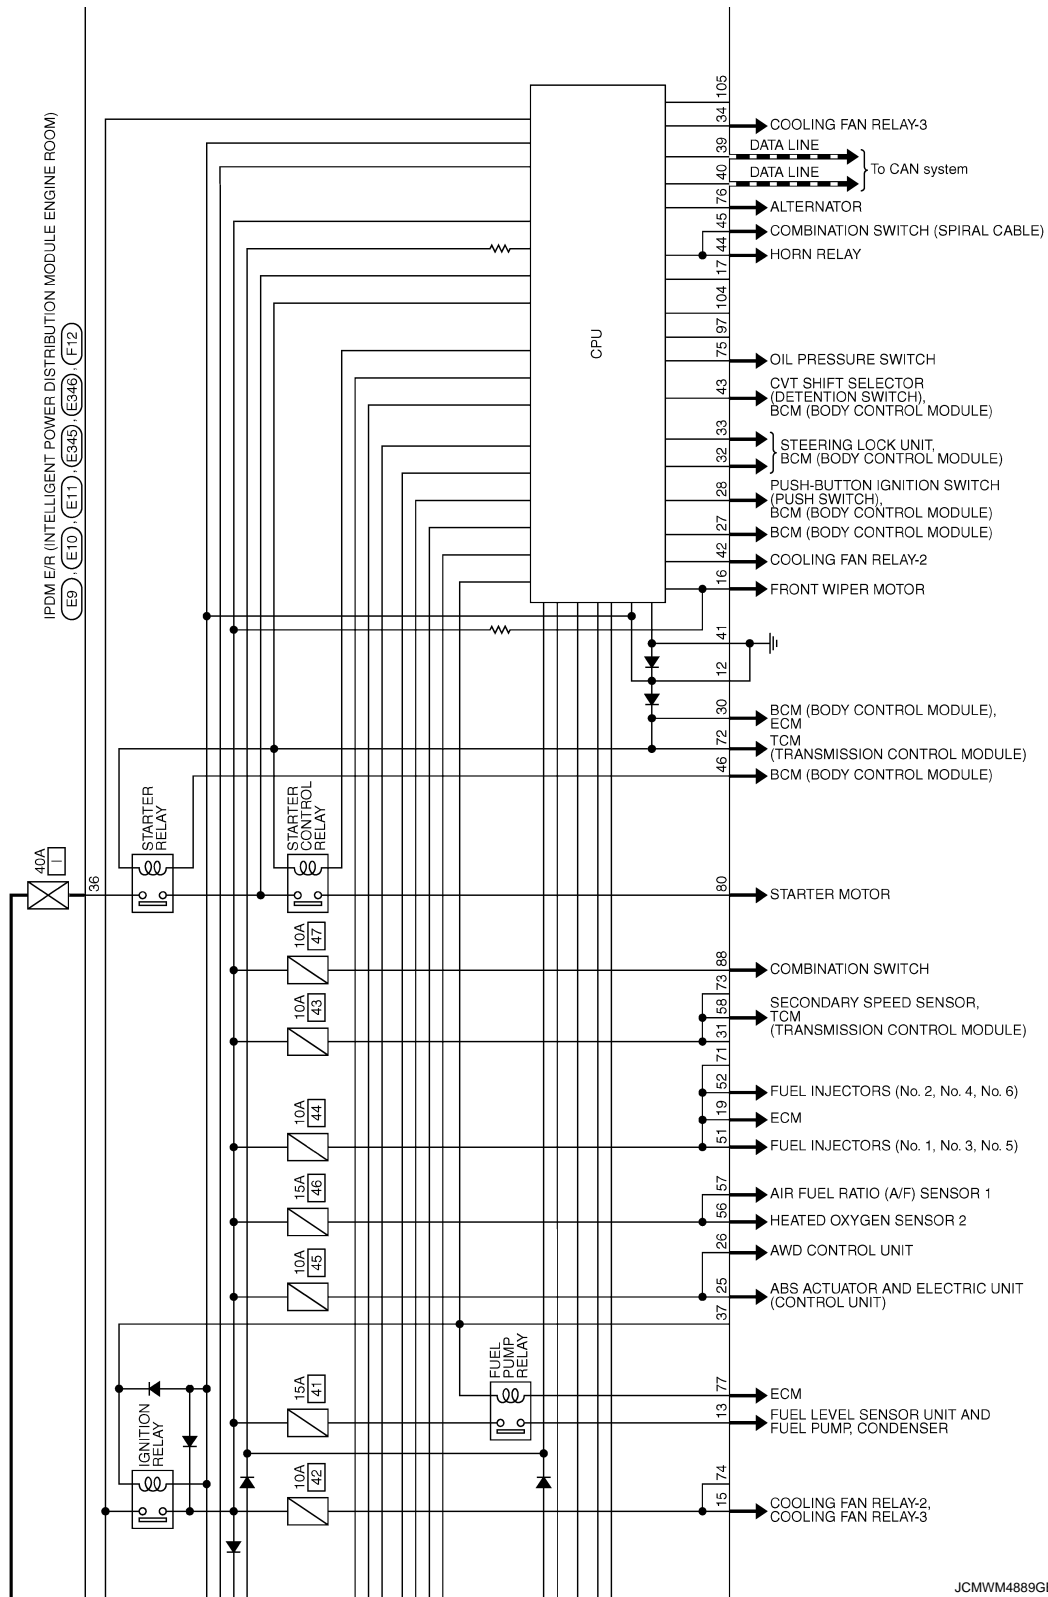 IPDM E/R (INTELLIGENT POWER DISTRIBUTION MODULE ENGINE ROOM)
E9 , E10 , E11 , E345 , E346 , F12
CPU
105
34
COOLING FAN RELAY-3
39
DATA LINE
40
DATA LINE
To CAN system
76
ALTERNATOR
45
COMBINATION SWITCH (SPIRAL CABLE)
44
HORN RELAY
17
104
97
75
OIL PRESSURE SWITCH
43
CVT SHIFT SELECTOR
(DETENTION SWITCH),
BCM (BODY CONTROL MODULE)
33
32
STEERING LOCK UNIT,
BCM (BODY CONTROL MODULE)
28
PUSH-BUTTON IGNITION SWITCH
(PUSH SWITCH),
BCM (BODY CONTROL MODULE)
27
BCM (BODY CONTROL MODULE)
42
COOLING FAN RELAY-2
16
FRONT WIPER MOTOR
41
12
30
BCM (BODY CONTROL MODULE),
ECM
72
TCM
(TRANSMISSION CONTROL MODULE)
46
BCM (BODY CONTROL MODULE)
STARTER
RELAY
STARTER
CONTROL
RELAY
40A
I
36
80
STARTER MOTOR
10A
47
88
COMBINATION SWITCH
10A
43
73
58
31
SECONDARY SPEED SENSOR,
TCM
(TRANSMISSION CONTROL MODULE)
71
52
FUEL INJECTORS (No. 2, No. 4, No. 6)
19
ECM
10A
44
51
FUEL INJECTORS (No. 1, No. 3, No. 5)
15A
46
57
AIR FUEL RATIO (A/F) SENSOR 1
56
HEATED OXYGEN SENSOR 2
26
AWD CONTROL UNIT
10A
45
25
ABS ACTUATOR AND ELECTRIC UNIT
(CONTROL UNIT)
37
FUEL
PUMP
RELAY
77
ECM
15A
41
13
FUEL LEVEL SENSOR UNIT AND
FUEL PUMP, CONDENSER
IGNITION
RELAY
10A
42
74
15
COOLING FAN RELAY-2,
COOLING FAN RELAY-3
JCMWM4889GI